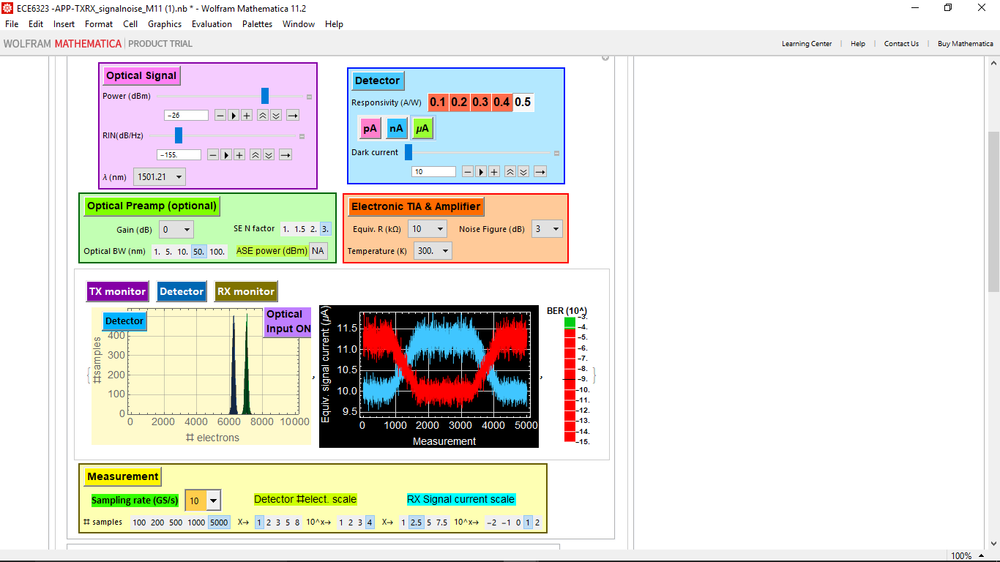 ECE6323 -APP-TXRX_signalnoise_M11 (1).nb * - Wolfram Mathematica 11.2
File Edit Insert Format Cell Graphics Evaluation Palettes Window Help
WOLFRAM MATHEMATICA | PRODUCT TRIAL
Learning Center | Help | Contact Us | Buy Mathematica
Optical Signal
Power (dBm)
-26
RIN(dB/Hz)
-155.
λ (nm) 1501.21
Detector
Responsivity (A/W) 0.1 0.2 0.3 0.4 0.5
pA nA μA
Dark current
10
Optical Preamp (optional)
Gain (dB) 0 SE N factor 1. 1.5 2. 3.
Optical BW (nm) 1. 5. 10. 50. 100. ASE power (dBm) NA
Electronic TIA & Amplifier
Equiv. R (kΩ) 10 Noise Figure (dB) 3
Temperature (K) 300.
TX monitor Detector RX monitor
Detector
Optical
Input ON
#samples
400
300
200
100
0
0 2000 4000 6000 8000 10000
# electrons
Equiv. signal current (μA)
11.5
11.0
10.5
10.0
9.5
0 1000 2000 3000 4000 5000
Measurement
BER (10^)
-3.
-4.
-5.
-6.
-7.
-8.
-9.
-10.
-11.
-12.
-13.
-14.
-15.
Measurement
Sampling rate (GS/s) 10 Detector #elect. scale RX Signal current scale
# samples 100 200 500 1000 5000 X→ 1 2 3 5 8 10^x→ 1 2 3 4 X→ 1 2.5 5 7.5 10^x→ -2 -1 0 1 2
100%